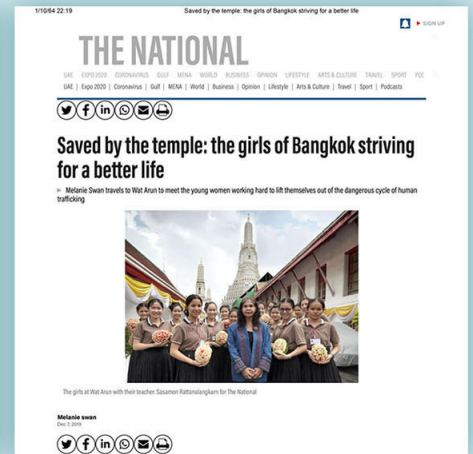 1/10/64 22:19 Saved by the temple: the girls of Bangkok striving for a better life
SIGN UP
THE NATIONAL
UAE EXPO 2020 CORONAVIRUS GULF MENA WORLD BUSINESS OPINION LIFESTYLE ARTS & CULTURE TRAVEL SPORT
UAE | Expo 2020 | Coronavirus | Gulf | MENA | World | Business | Opinion | Lifestyle | Arts & Culture | Travel | Sport | Podcasts
Saved by the temple: the girls of Bangkok striving
for a better life
Melanie Swan travels to Wat Arun to meet the young women working hard to lift themselves out of the dangerous cycle of human
trafficking
The girls at Wat Arun with their teacher. Sasamon Rattanalangkarn for The National
Melanie swan
Dec 7, 2019